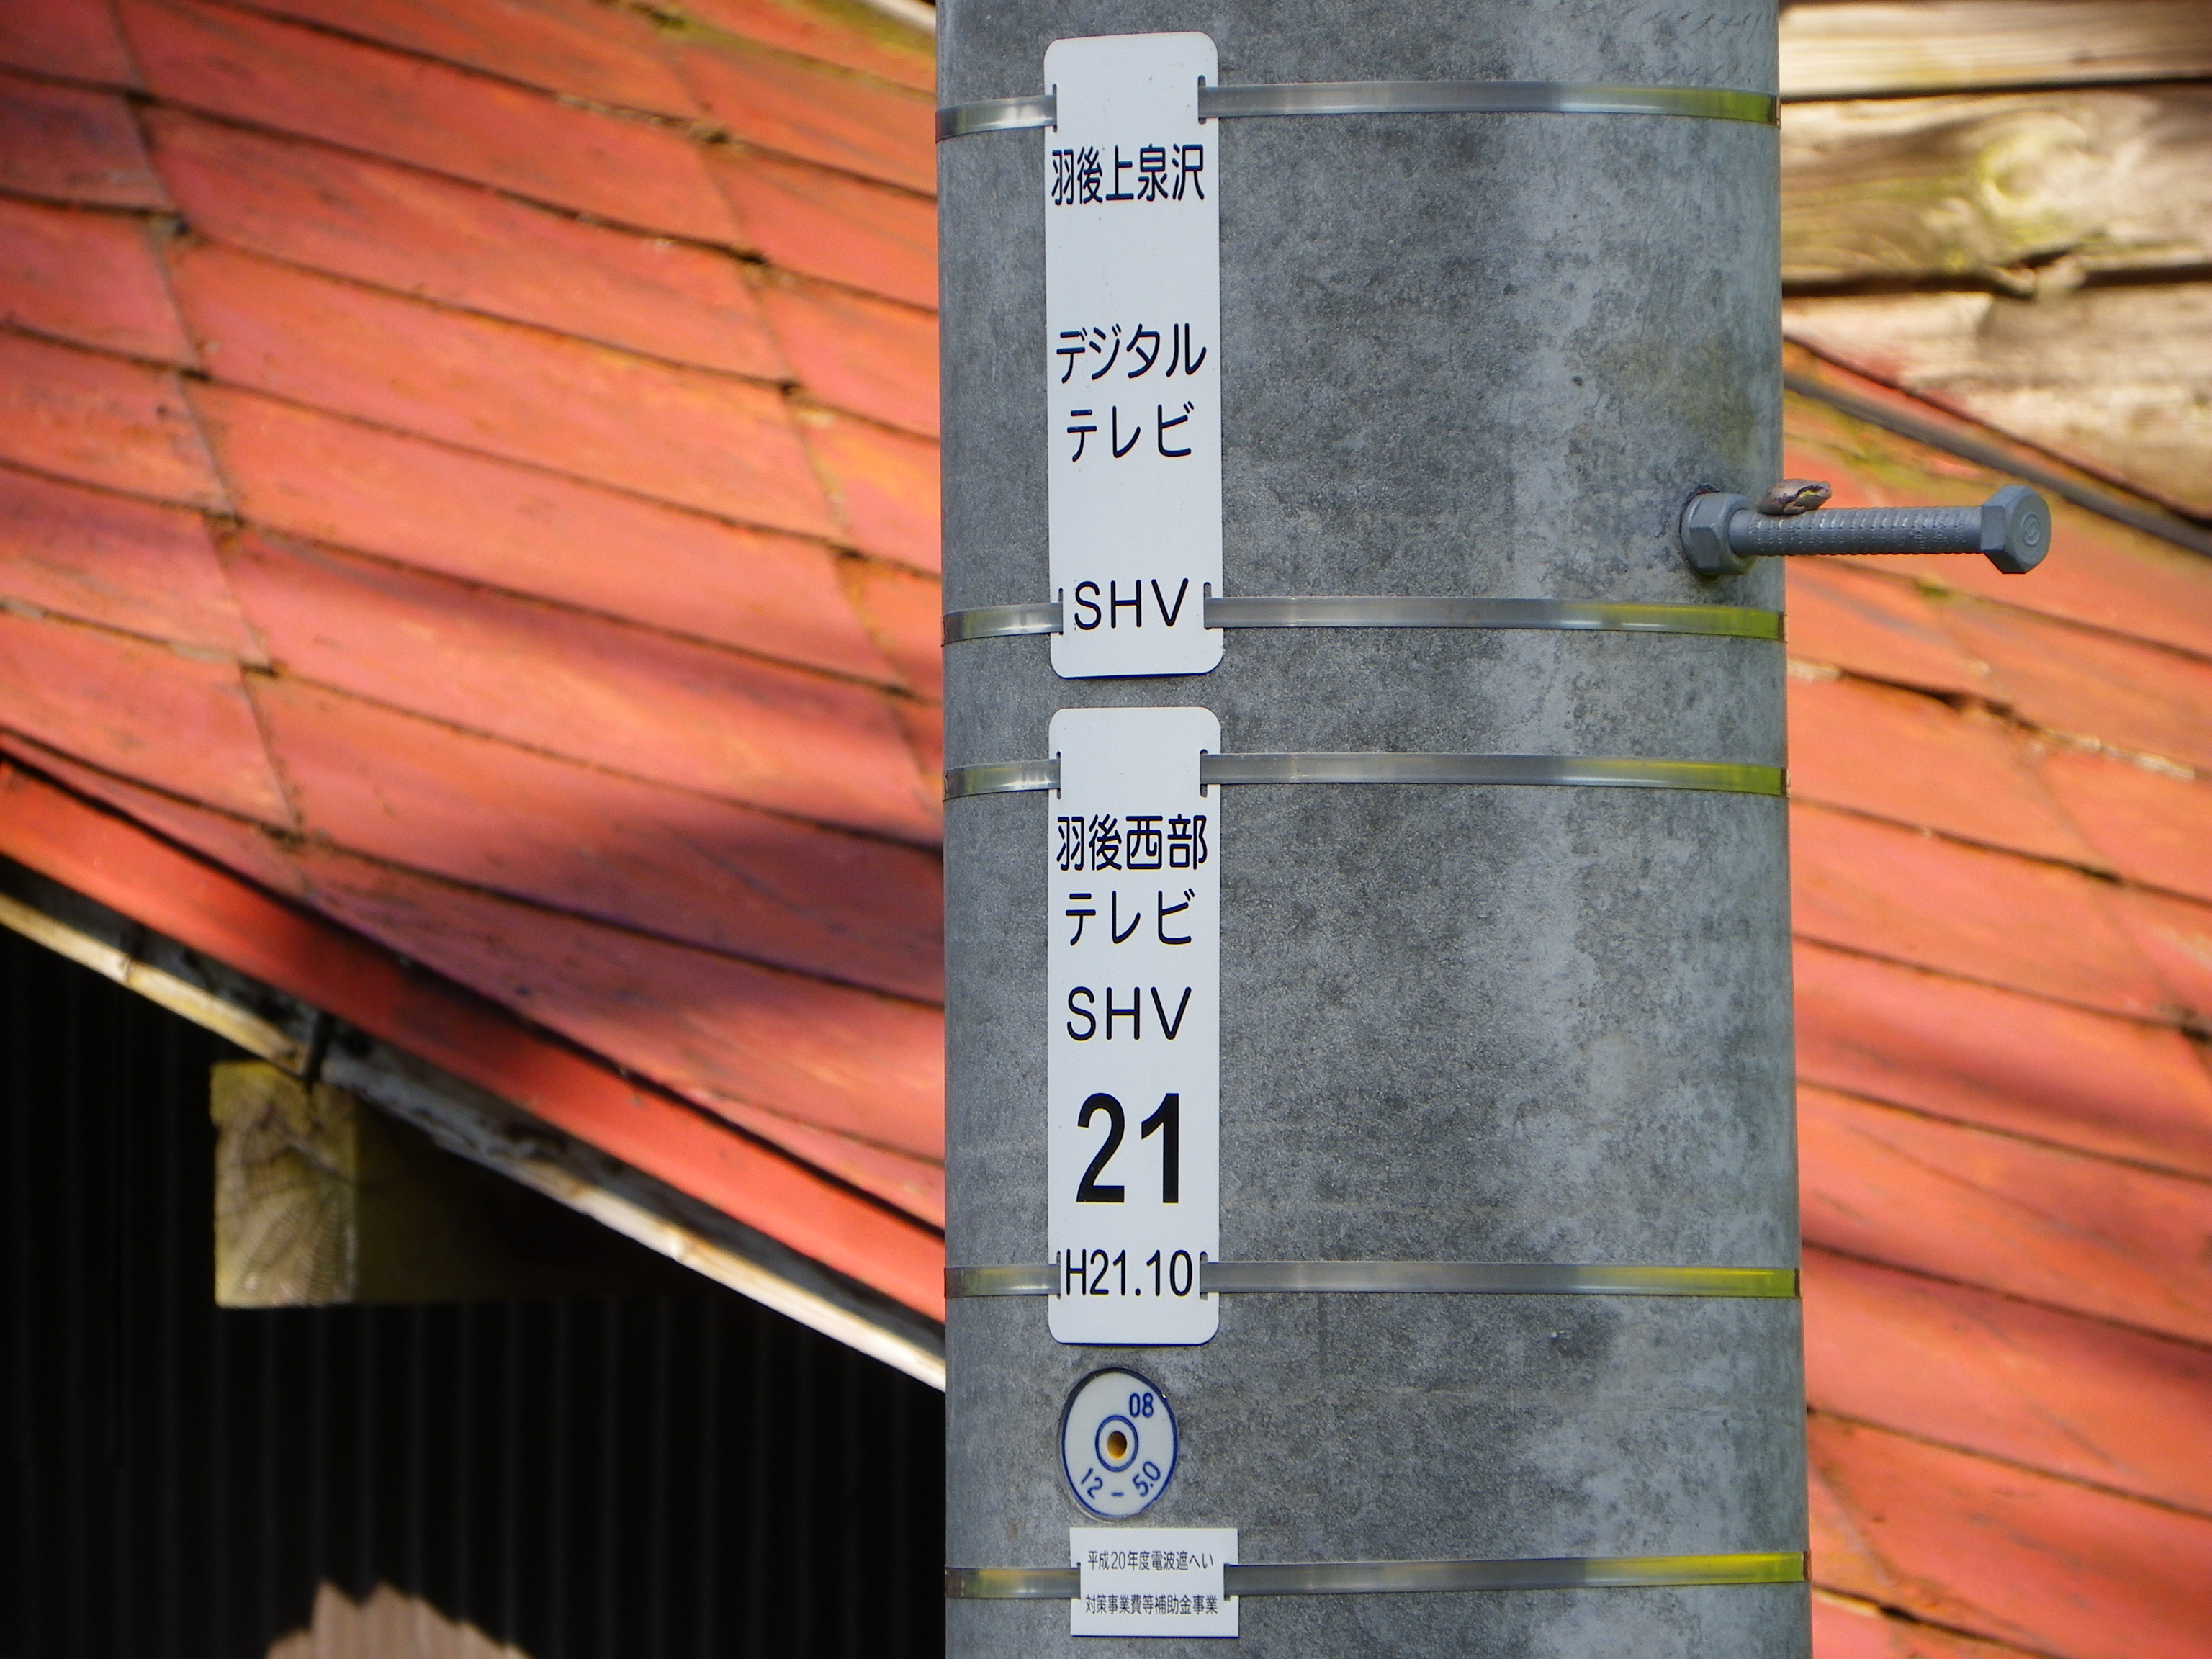 羽後上泉沢
デジタル
テレビ
SHV
羽後西部
テレビ
SHV
21
H21.10
08
12-5.0
平成20年度電波遮へい
対策事業費等補助金事業